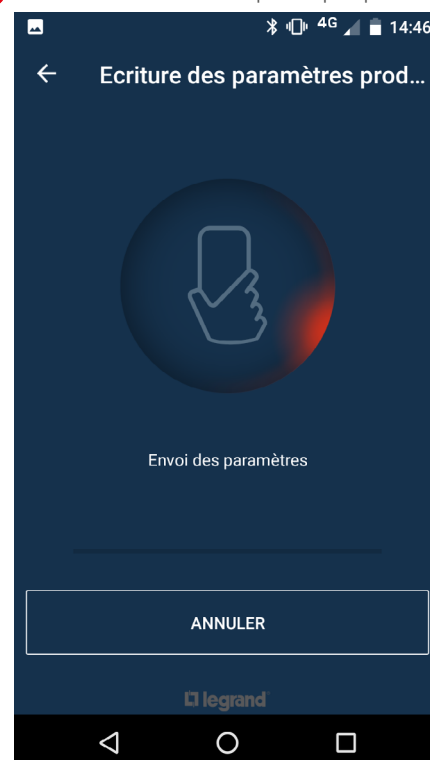 4G 14:46
Ecriture des paramètres prod...
Envoi des paramètres
ANNULER
legrand